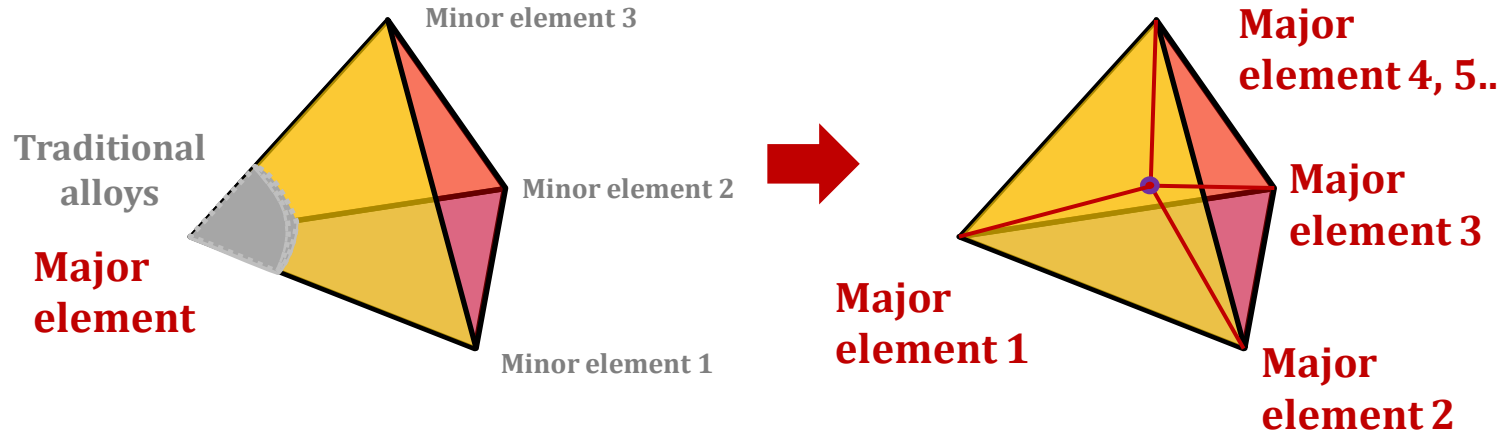 Minor element 3
Traditional
alloys
Minor element 2
Major
element
Minor element 1
Major
element 4, 5..
Major
element 3
Major
element 1
Major
element 2